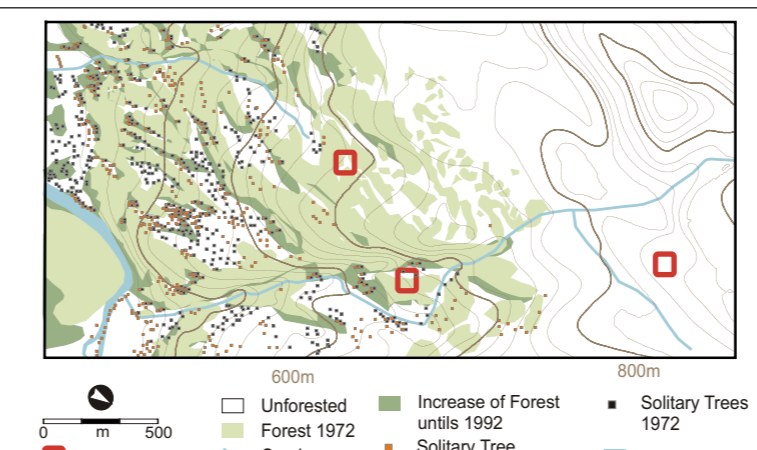 600m
800m
Unforested
Increase of Forest
untils 1992
Solitary Trees
1972
0 m 500
Forest 1972
Solitary Tree